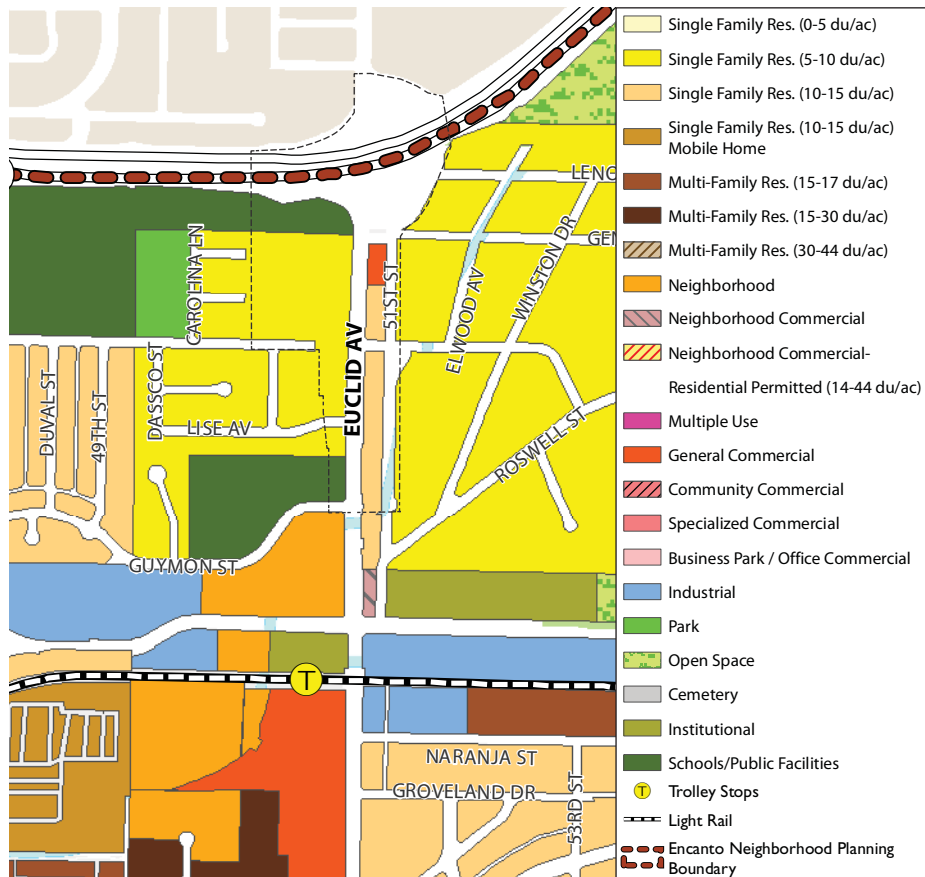 LENO
GEN
CAROLINA LN
51ST ST
ELWOOD AV
WINSTON DR
EUCLID AV
DUVAL ST
49TH ST
DASSCO ST
LISE AV
ROSWELL ST
GUYMON ST
T
NARANJA ST
GROVELAND DR
53RD ST
Single Family Res. (0-5 du/ac)
Single Family Res. (5-10 du/ac)
Single Family Res. (10-15 du/ac)
Single Family Res. (10-15 du/ac)
Mobile Home
Multi-Family Res. (15-17 du/ac)
Multi-Family Res. (15-30 du/ac)
Multi-Family Res. (30-44 du/ac)
Neighborhood
Neighborhood Commercial
Neighborhood Commercial-
Residential Permitted (14-44 du/ac)
Multiple Use
General Commercial
Community Commercial
Specialized Commercial
Business Park / Office Commercial
Industrial
Park
Open Space
Cemetery
Institutional
Schools/Public Facilities
T Trolley Stops
Light Rail
Encanto Neighborhood Planning
Boundary